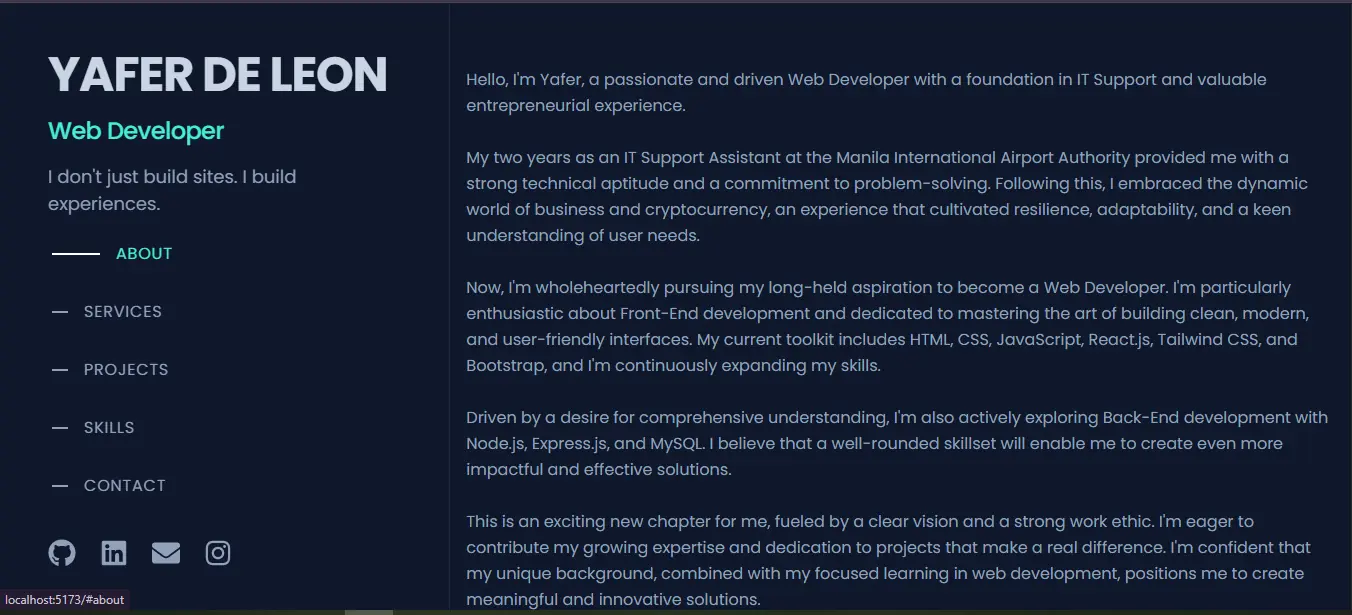 YAFER DE LEON
Web Developer
I don't just build sites. I build
experiences.
ABOUT
SERVICES
PROJECTS
SKILLS
CONTACT
Hello, I'm Yafer, a passionate and driven Web Developer with a foundation in IT Support and valuable
entrepreneurial experience.
My two years as an IT Support Assistant at the Manila International Airport Authority provided me with a
strong technical aptitude and a commitment to problem-solving. Following this, I embraced the dynamic
world of business and cryptocurrency, an experience that cultivated resilience, adaptability, and a keen
understanding of user needs.
Now, I'm wholeheartedly pursuing my long-held aspiration to become a Web Developer. I'm particularly
enthusiastic about Front-End development and dedicated to mastering the art of building clean, modern,
and user-friendly interfaces. My current toolkit includes HTML, CSS, JavaScript, React.js, Tailwind CSS, and
Bootstrap, and I'm continuously expanding my skills.
Driven by a desire for comprehensive understanding, I'm also actively exploring Back-End development with
Node.js, Express.js, and MySQL. I believe that a well-rounded skillset will enable me to create even more
impactful and effective solutions.
This is an exciting new chapter for me, fueled by a clear vision and a strong work ethic. I'm eager to
contribute my growing expertise and dedication to projects that make a real difference. I'm confident that
my unique background, combined with my focused learning in web development, positions me to create
meaningful and innovative solutions.
localhost:5173/#about